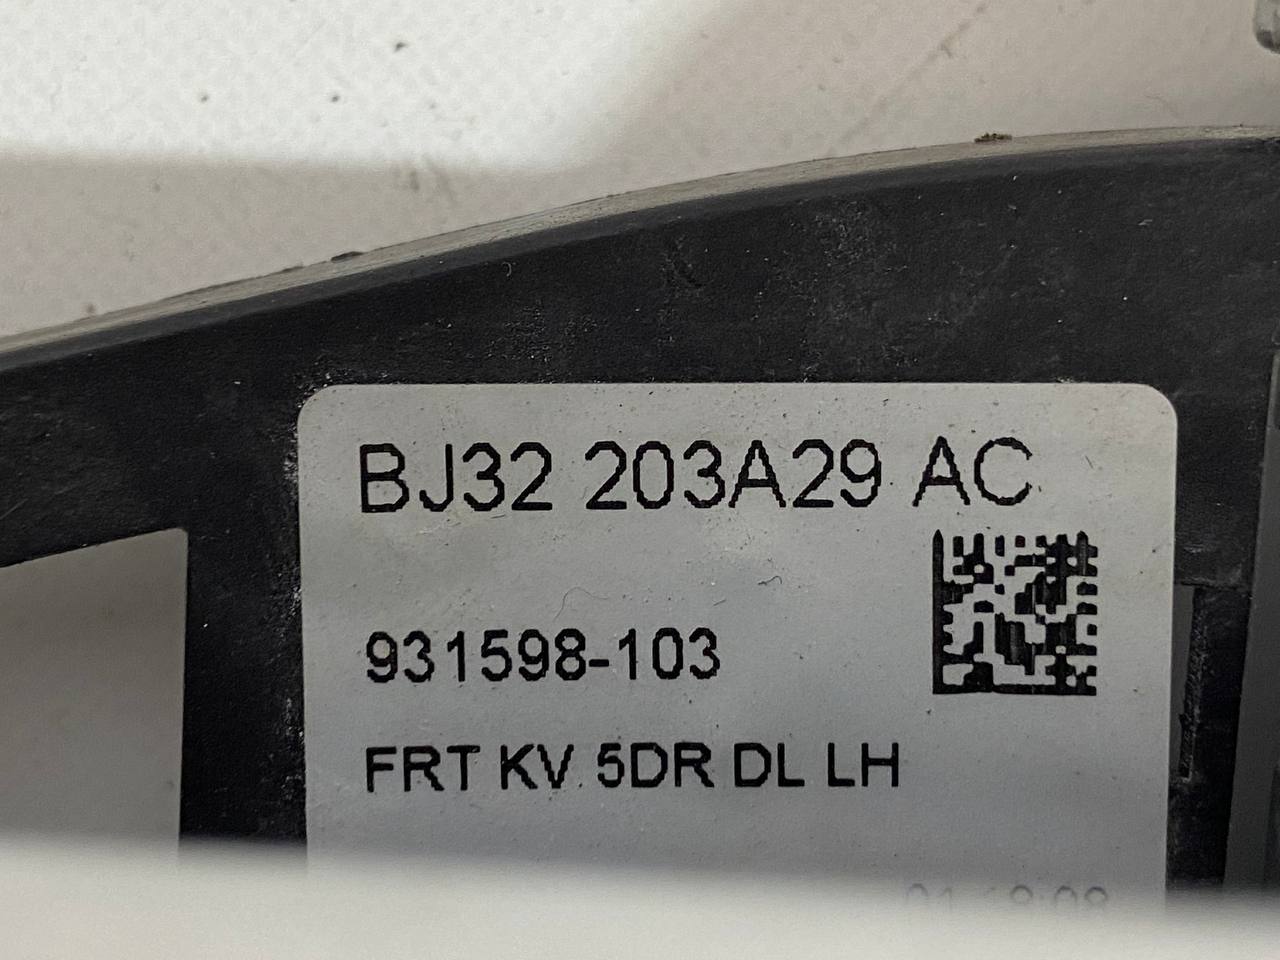 BJ32 203A29 AC
931598-103
FRT KV 5DR DL LH